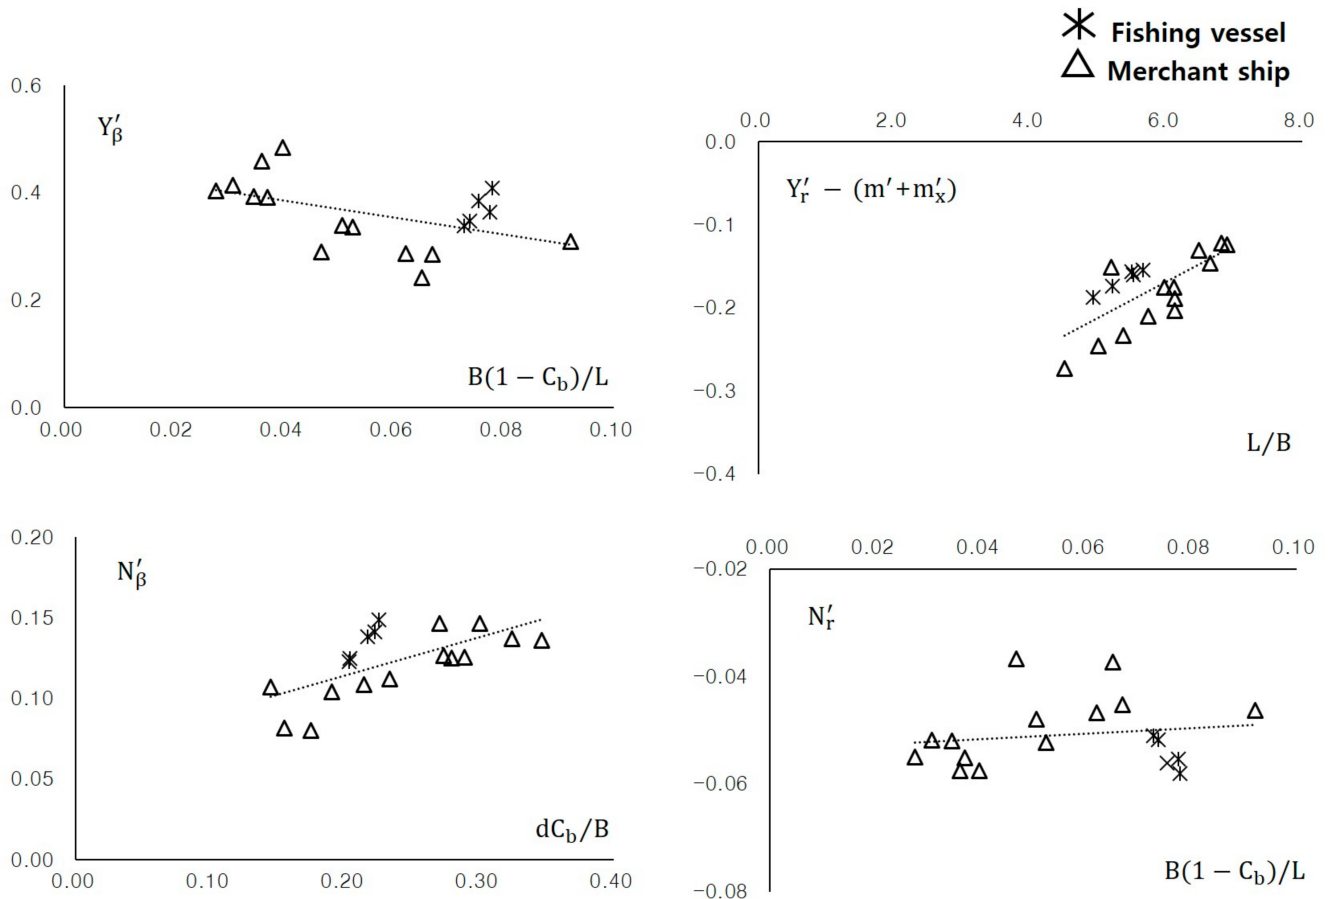 Fishing vessel
Merchant ship
0.6
0.4
0.2
0.0
Y′β
B(1 − Cb)/L
0.00 0.02 0.04 0.06 0.08 0.10
0.0 2.0 4.0 6.0 8.0
0.0
−0.1
−0.2
−0.3
−0.4
Y′r − (m′+m′x)
L/B
0.20
0.15
0.10
0.05
0.00
N′β
dCb/B
0.00 0.10 0.20 0.30 0.40
0.00 0.02 0.04 0.06 0.08 0.10
−0.02
−0.04
−0.06
−0.08
N′r
B(1 − Cb)/L